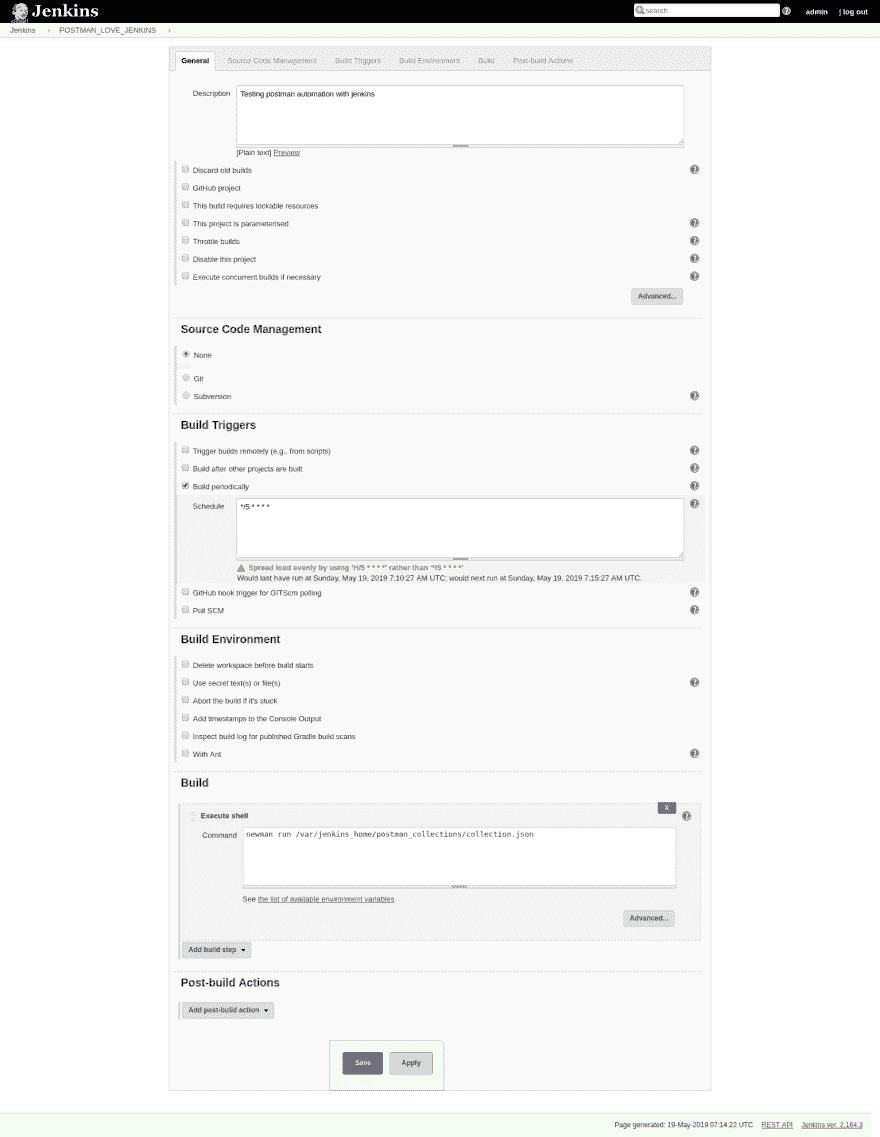 Jenkins
search
admin
log out
Jenkins
POSTMAN_LOVE_JENKINS
General
Source Code Management
Build Triggers
Build Environment
Build
Post-build Actions
Description
Testing postman automation with jenkins
[Plain text] Preview
Discard old builds
GitHub project
This build requires lockable resources
This project is parameterised
Throttle builds
Disable this project
Execute concurrent builds if necessary
Advanced...
Source Code Management
None
Git
Subversion
Build Triggers
Trigger builds remotely (e.g., from scripts)
Build after other projects are built
Build periodically
Schedule
*/5 * * * *
Spread load evenly by using ‘H/5 * * * *’ rather than ‘*/5 * * * *’
Would last have run at Sunday, May 19, 2019 7:10:27 AM UTC; would next run at Sunday, May 19, 2019 7:15:27 AM UTC.
GitHub hook trigger for GITScm polling
Poll SCM
Build Environment
Delete workspace before build starts
Use secret text(s) or file(s)
Abort the build if it's stuck
Add timestamps to the Console Output
Inspect build log for published Gradle build scans
With Ant
Build
X
Execute shell
Command
newman run /var/jenkins_home/postman_collections/collection.json
See the list of available environment variables
Advanced...
Add build step
Post-build Actions
Add post-build action
Save
Apply
Page generated: 19-May-2019 07:14:22 UTC
REST API
Jenkins ver. 2.164.3